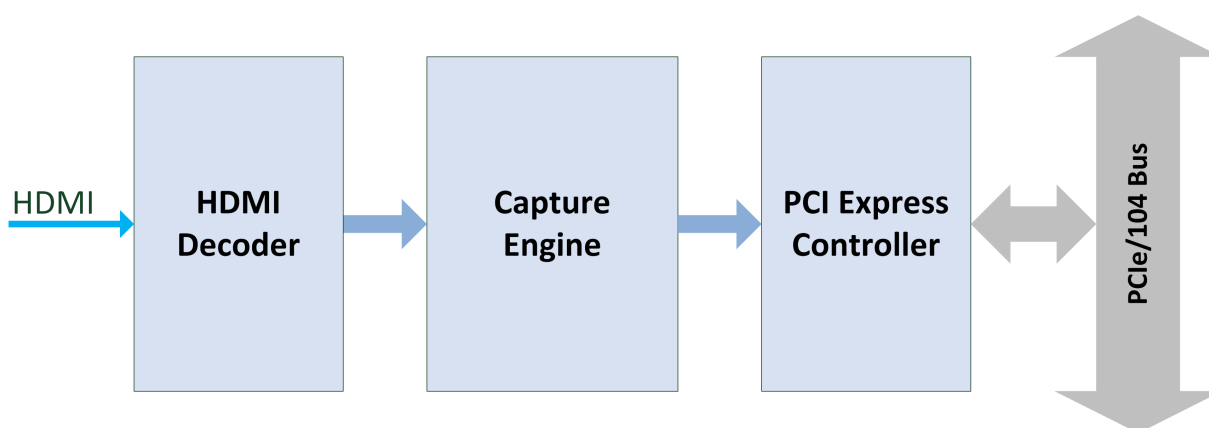 HDMI
HDMI
Decoder
Capture
Engine
PCI Express
Controller
PCIe/104 Bus